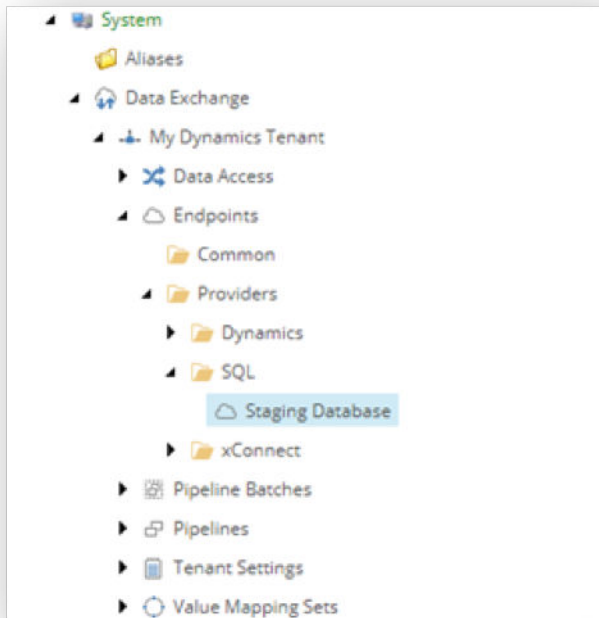 System
Aliases
Data Exchange
My Dynamics Tenant
Data Access
Endpoints
Common
Providers
Dynamics
SQL
Staging Database
xConnect
Pipeline Batches
Pipelines
Tenant Settings
Value Mapping Sets